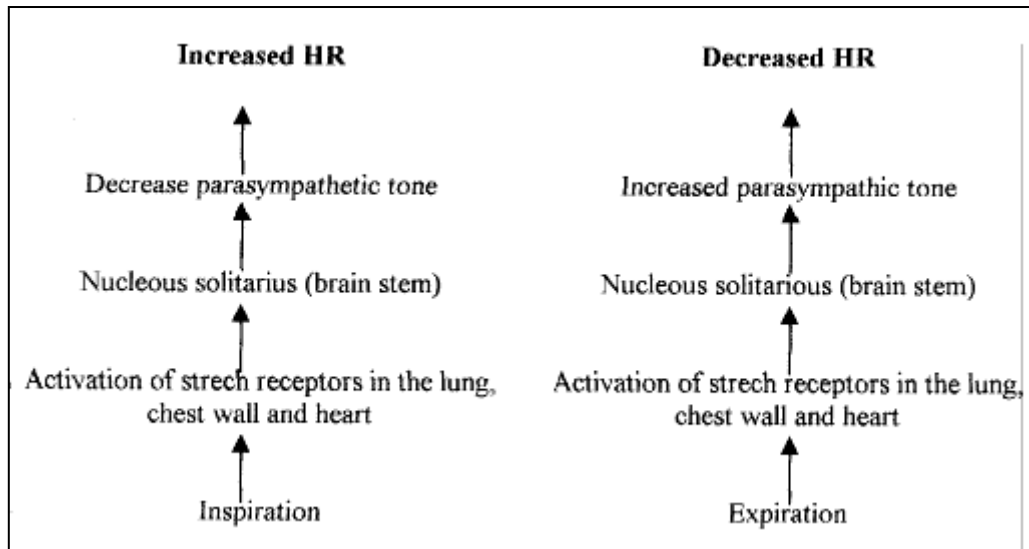 Increased HR
Decrease parasympathetic tone
Nucleous solitarius (brain stem)
Activation of strech receptors in the lung,
chest wall and heart
Inspiration
Decreased HR
Increased parasympathic tone
Nucleous solitarious (brain stem)
Activation of strech receptors in the lung,
chest wall and heart
Expiration